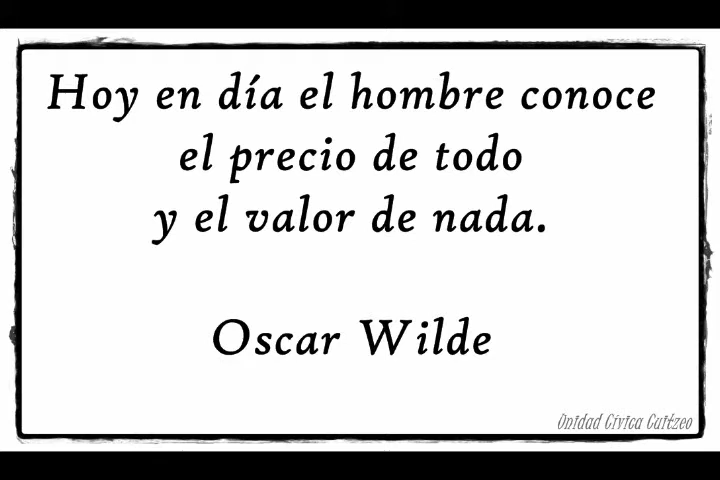 Hoy en día el hombre conoce
el precio de todo
y el valor de nada.
Oscar Wilde
Unidad Cívica Cuitzeo